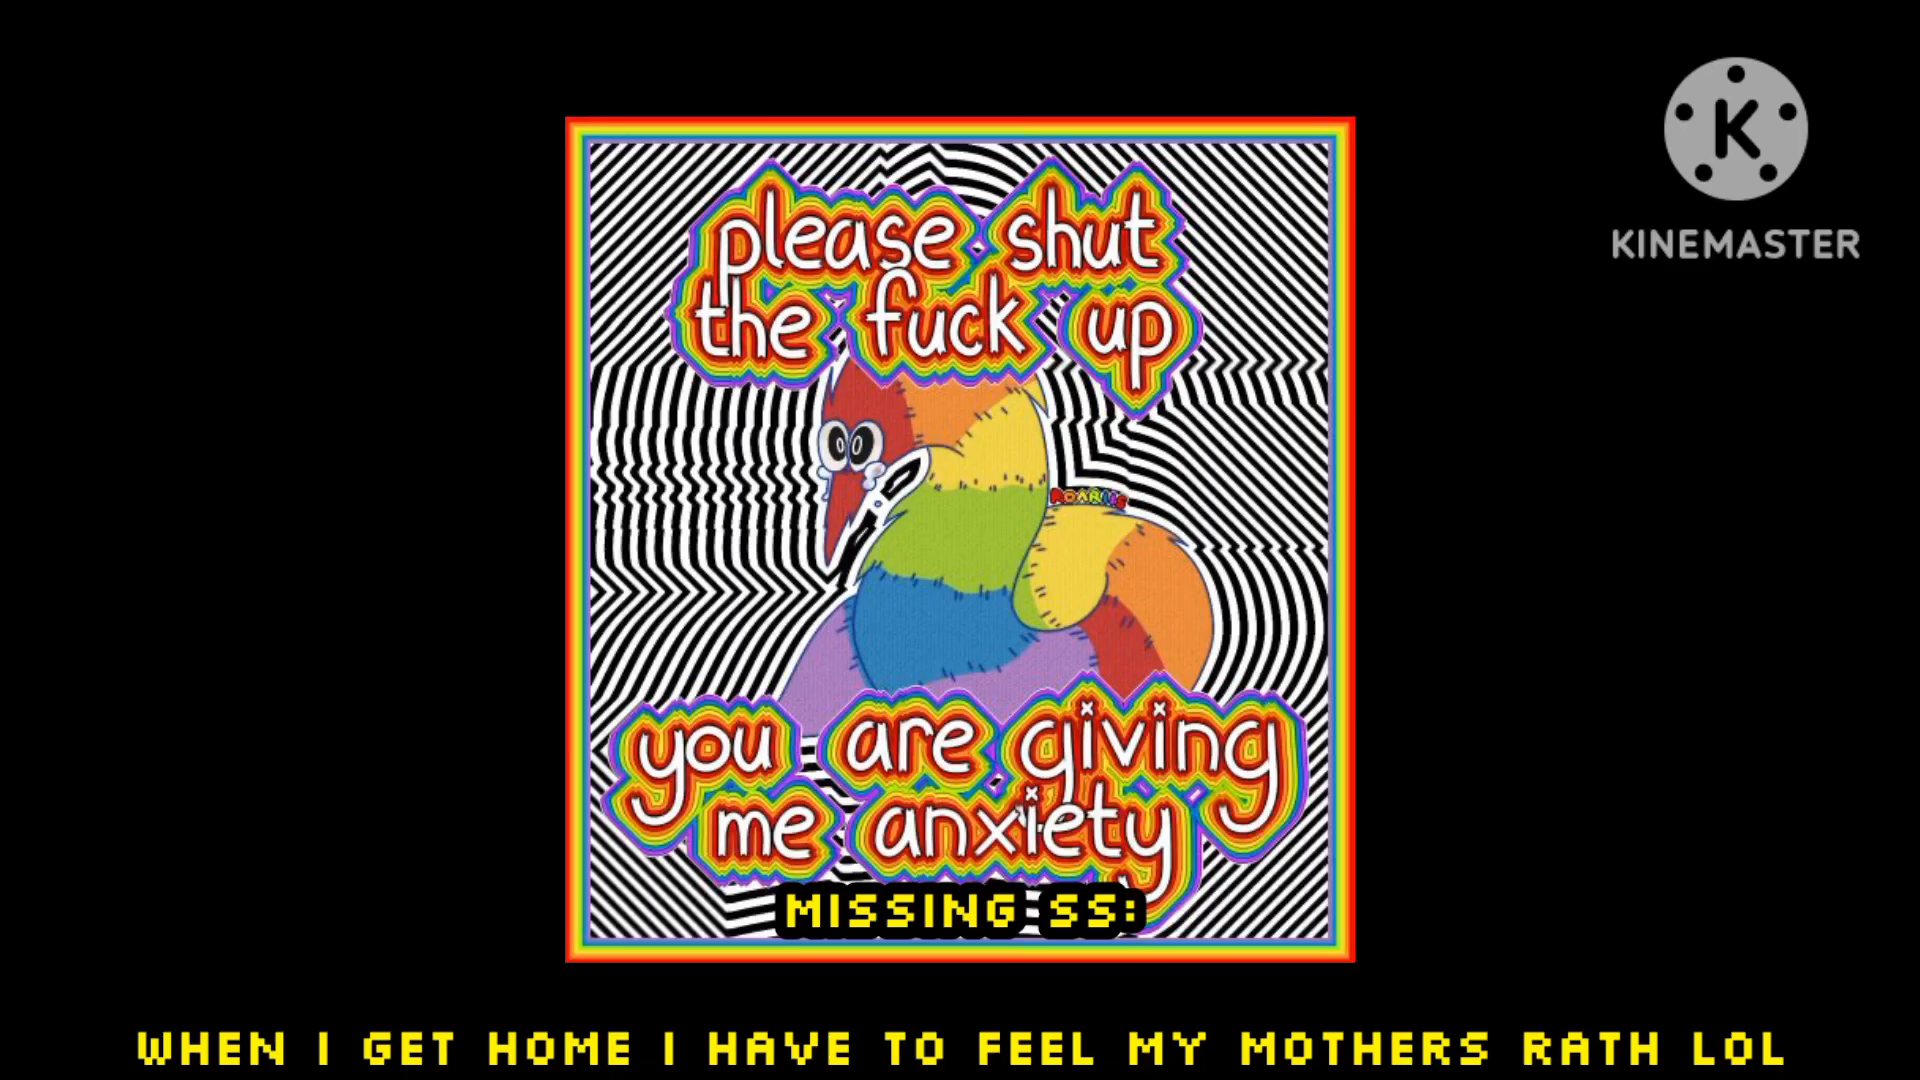 K
KINEMASTER
please shut
the fuck up
ROARMS
you are giving
me anxiety
MISSING SS:
WHEN I GET HOME I HAVE TO FEEL MY MOTHERS RATH LOL